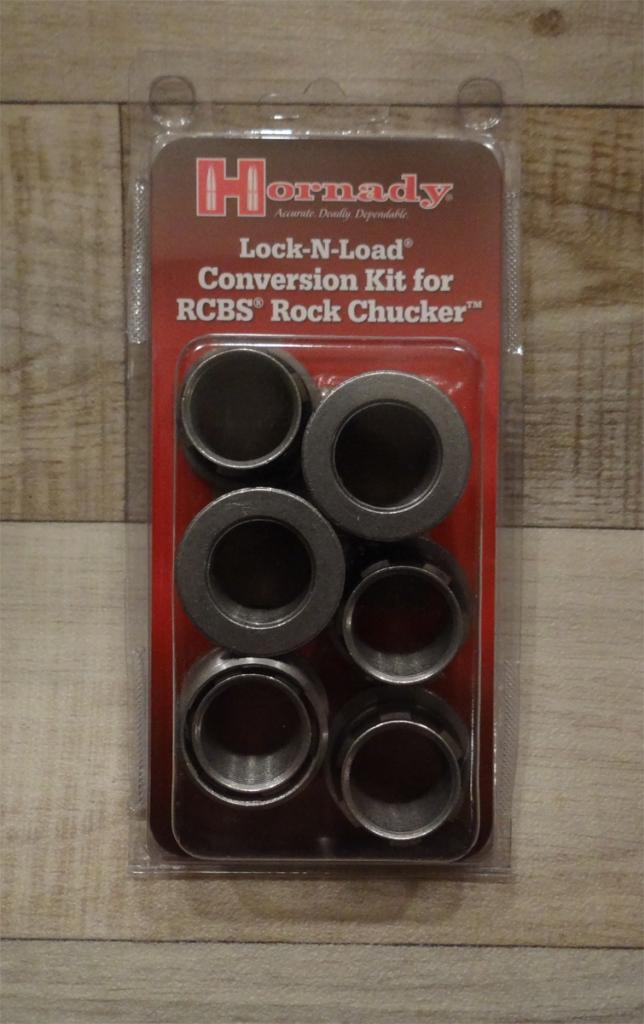 Hornady®
Accurate. Deadly. Dependable.
Lock-N-Load®
Conversion Kit for
RCBS® Rock Chucker™